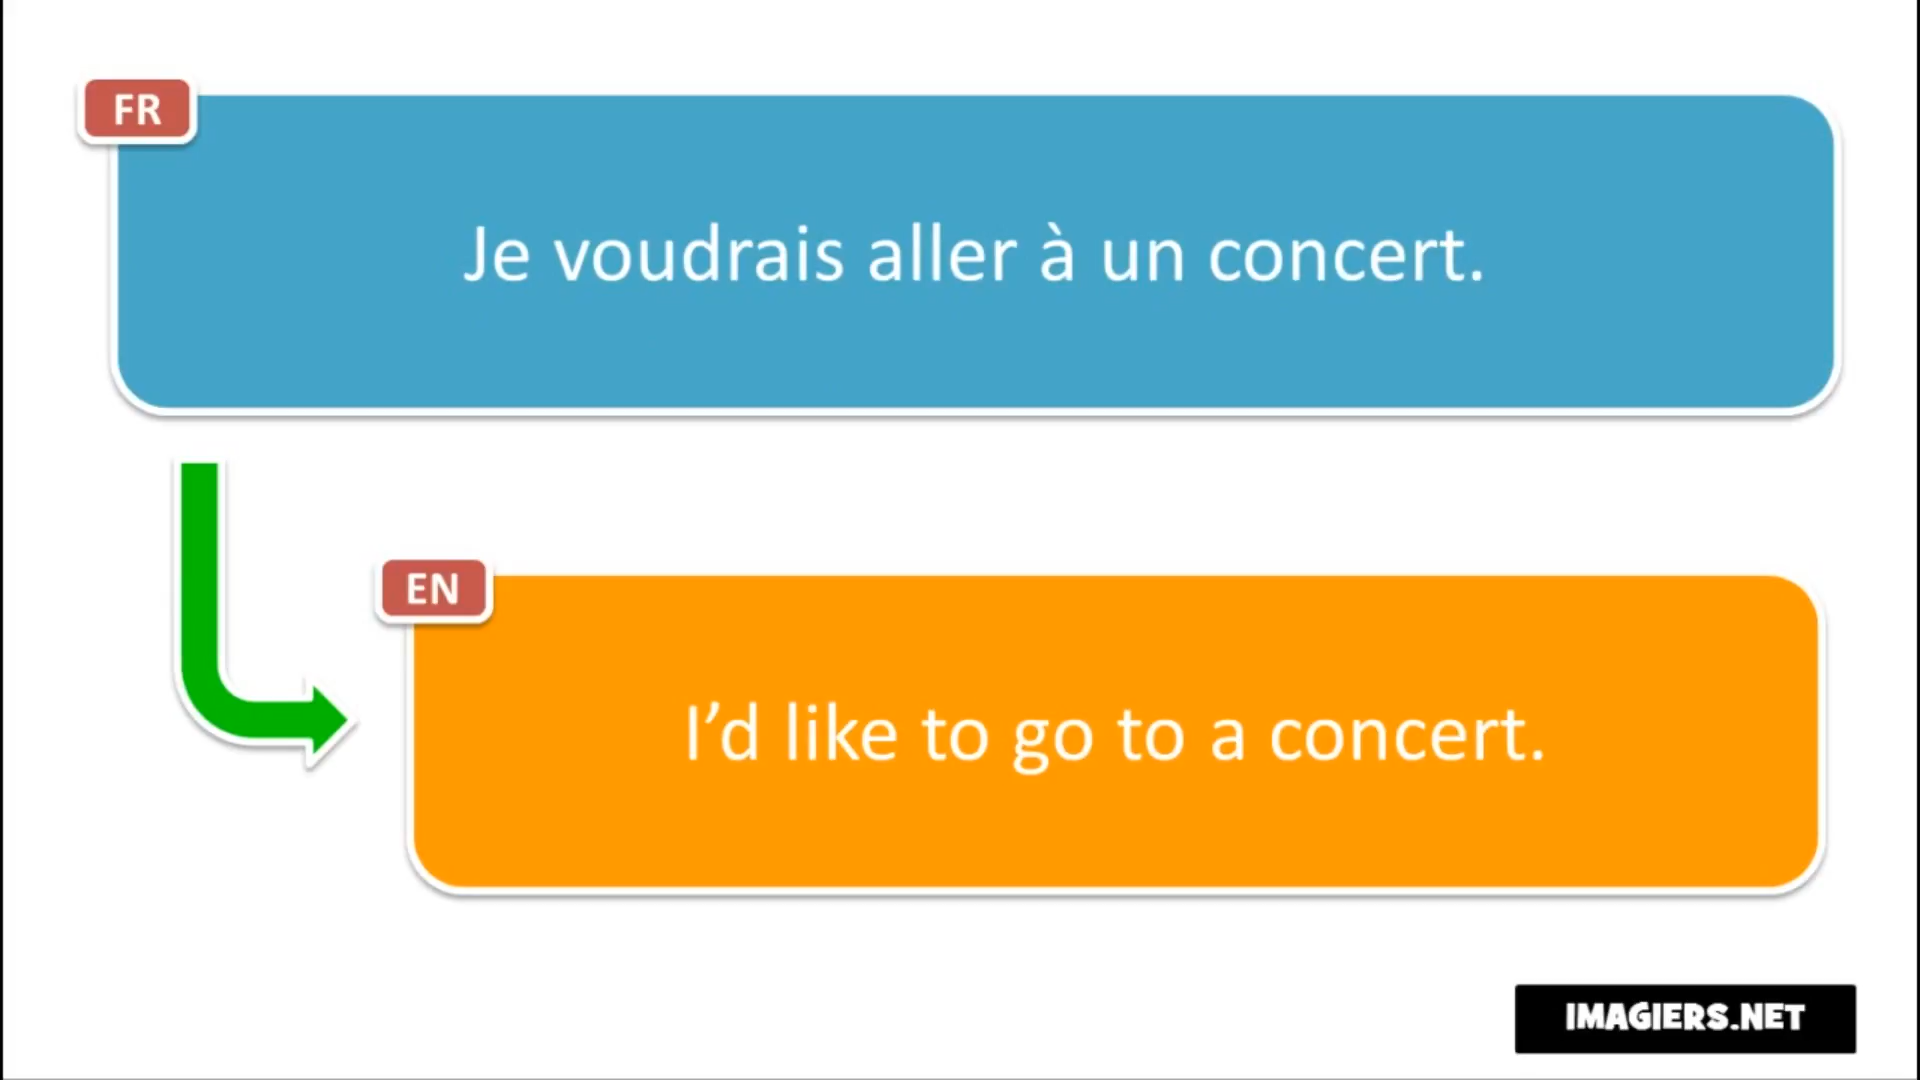 FR
Je voudrais aller à un concert.
EN
I’d like to go to a concert.
IMAGIERS.NET